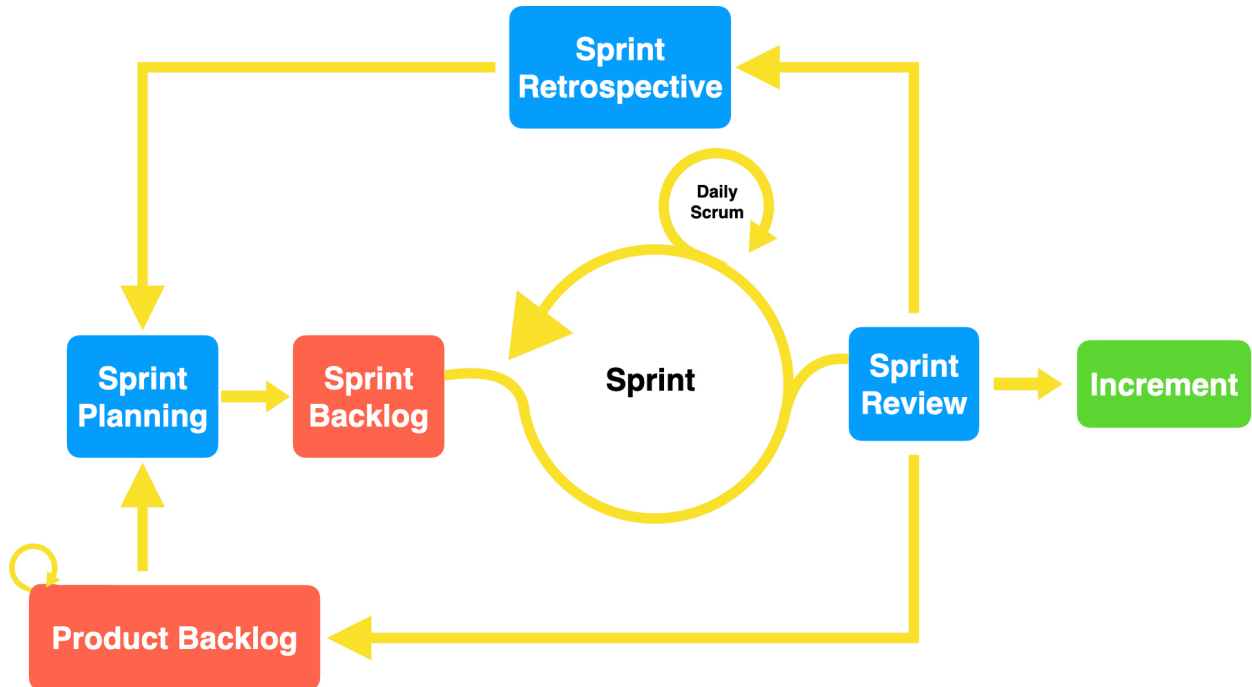 Sprint
Retrospective
Daily
Scrum
Sprint
Planning
Sprint
Backlog
Sprint
Sprint
Review
Increment
Product Backlog